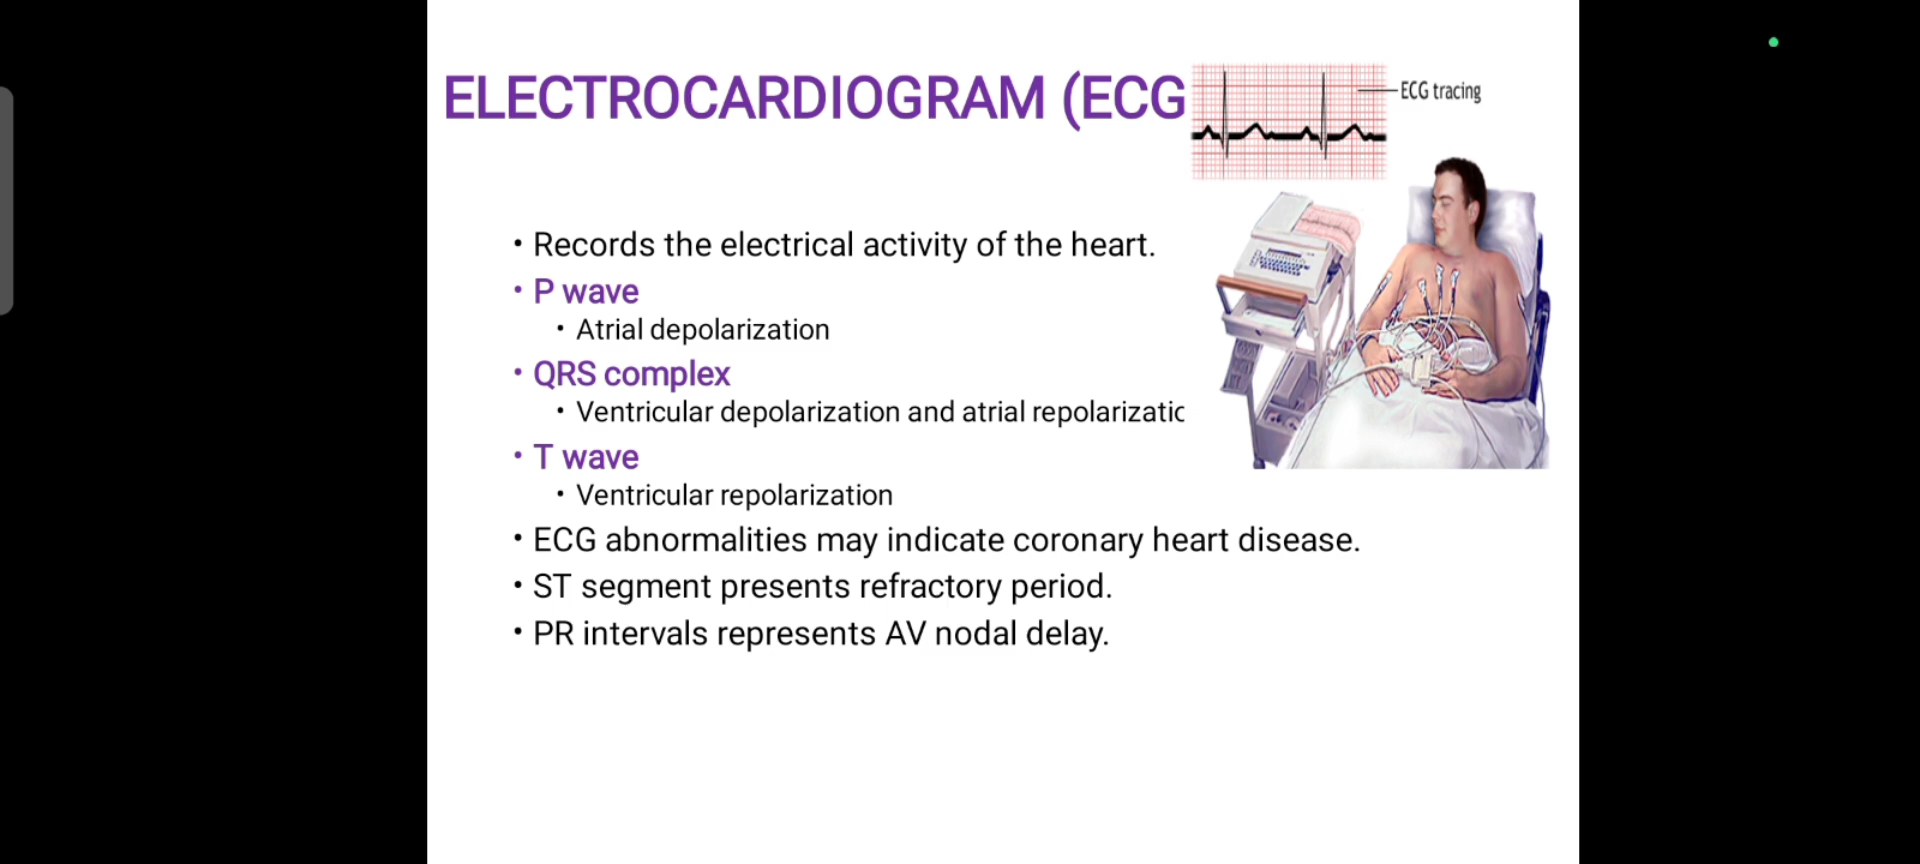 ELECTROCARDIOGRAM (ECG
ECG tracing
• Records the electrical activity of the heart.
• P wave
• Atrial depolarization
• QRS complex
• Ventricular depolarization and atrial repolarizatic
• T wave
• Ventricular repolarization
• ECG abnormalities may indicate coronary heart disease.
• ST segment presents refractory period.
• PR intervals represents AV nodal delay.